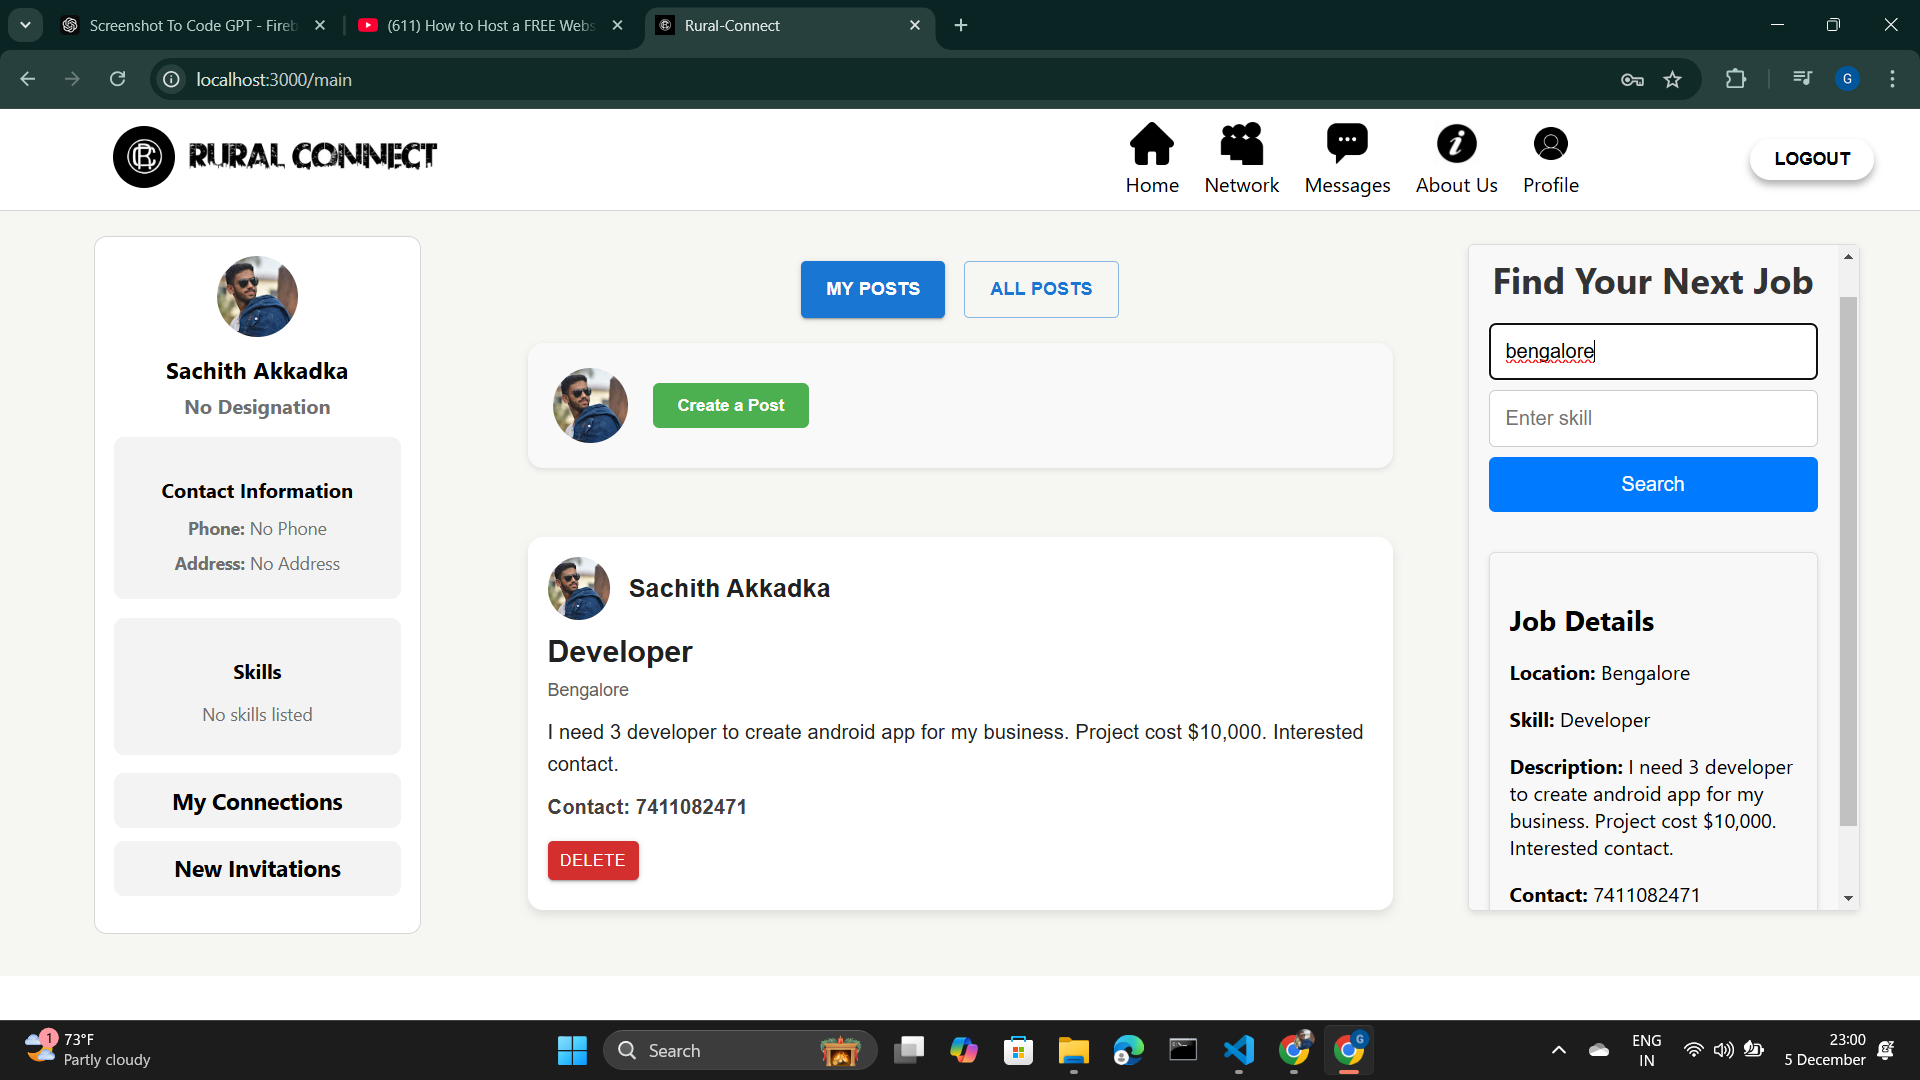 Screenshot To Code GPT - Fireb
(611) How to Host a FREE Webs
Rural-Connect
localhost:3000/main
G
RURAL CONNECT
Home
Network
Messages
About Us
Profile
LOGOUT
Sachith Akkadka
No Designation
Contact Information
Phone: No Phone
Address: No Address
Skills
No skills listed
My Connections
New Invitations
MY POSTS
ALL POSTS
Create a Post
Sachith Akkadka
Developer
Bengalore
I need 3 developer to create android app for my business. Project cost $10,000. Interested
contact.
Contact: 7411082471
DELETE
Find Your Next Job
bengalore
Enter skill
Search
Job Details
Location: Bengalore
Skill: Developer
Description: I need 3 developer
to create android app for my
business. Project cost $10,000.
Interested contact.
Contact: 7411082471
1
73°F
Partly cloudy
Search
G
ENG
IN
23:00
5 December